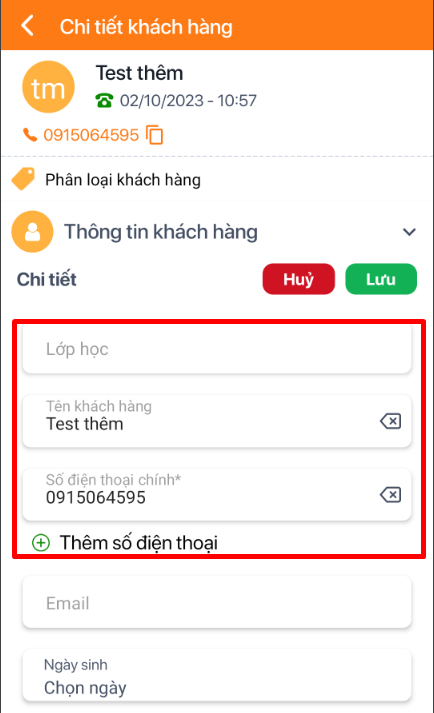 Chi tiết khách hàng
tm
Test thêm
02/10/2023 - 10:57
0915064595
Phân loại khách hàng
Thông tin khách hàng
Chi tiết
Huỷ
Lưu
Lớp học
Tên khách hàng
Test thêm
Số điện thoại chính*
0915064595
Thêm số điện thoại
Email
Ngày sinh
Chọn ngày